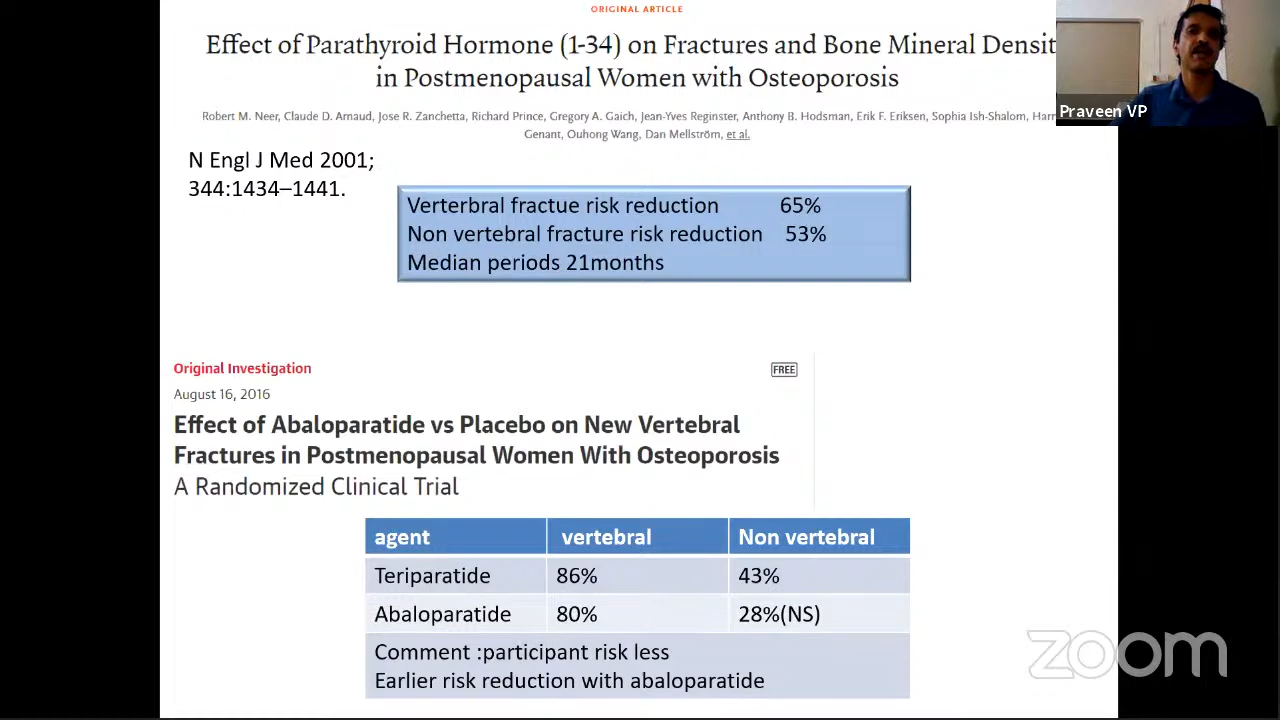 ORIGINAL ARTICLE
Effect of Parathyroid Hormone (1-34) on Fractures and Bone Mineral Densit
in Postmenopausal Women with Osteoporosis
Robert M. Neer, Claude D. Arnaud, Jose R. Zanchetta, Richard Prince, Gregory A. Gaich, Jean-Yves Reginster, Anthony B. Hodsman, Erik F. Eriksen, Sophia Ish-Shalom, Harr
Genant, Ouhong Wang, Dan Mellström, et al.
Praveen VP
N Engl J Med 2001;
344:1434–1441.
Verterbral fractue risk reduction 65%
Non vertebral fracture risk reduction 53%
Median periods 21months
Original Investigation
FREE
August 16, 2016
Effect of Abaloparatide vs Placebo on New Vertebral
Fractures in Postmenopausal Women With Osteoporosis
A Randomized Clinical Trial
agent vertebral Non vertebral
Teriparatide 86% 43%
Abaloparatide 80% 28%(NS)
Comment :participant risk less
Earlier risk reduction with abaloparatide
zoom